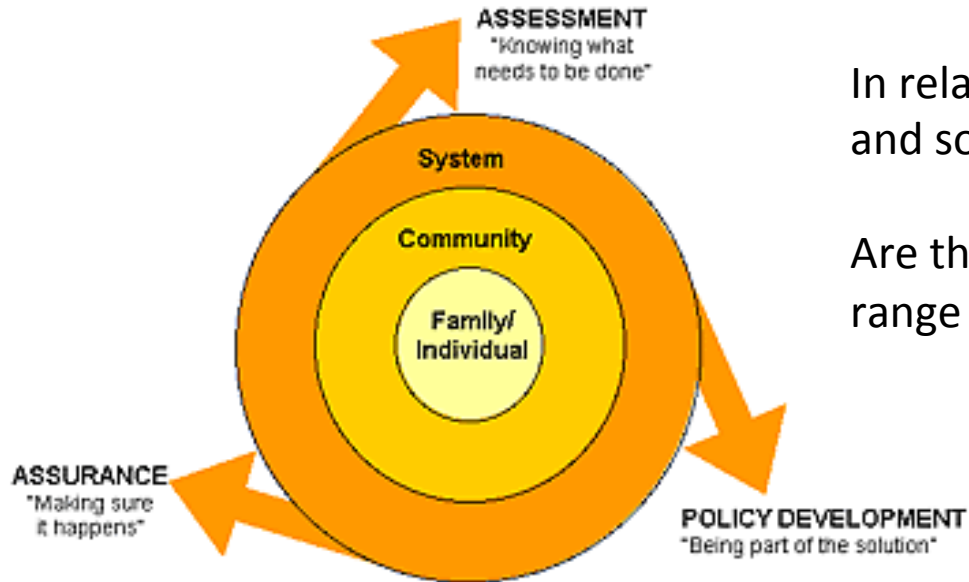 ASSESSMENT
"Knowing what
needs to be done"
System
Community
Family/
Individual
ASSURANCE
"Making sure
it happens"
POLICY DEVELOPMENT
"Being part of the solution"
In rela
and sc
Are th
range